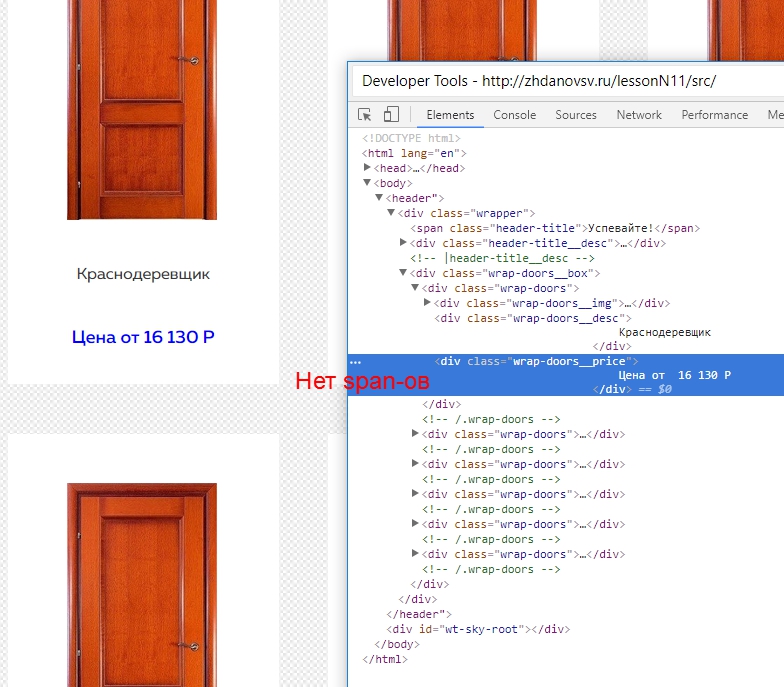 Краснодеревщик
Цена от 16 130 Р
Нет span-ов
Developer Tools - http://zhdanovsv.ru/lessonN11/src/
Elements Console Sources Network Performance Me
<!DOCTYPE html>
<html lang="en">
<head>…</head>
<body>
<header">
<div class="wrapper">
<span class="header-title">Успевайте!</span>
<div class="header-title__desc">…</div>
<!-- |header-title__desc -->
<div class="wrap-doors__box">
<div class="wrap-doors">
<div class="wrap-doors__img">…</div>
<div class="wrap-doors__desc">
Краснодеревщик
</div>
… <div class="wrap-doors__price">
Цена от  16 130 Р
</div> == $0
</div>
<!-- /.wrap-doors -->
<div class="wrap-doors">…</div>
<!-- /.wrap-doors -->
<div class="wrap-doors">…</div>
<!-- /.wrap-doors -->
<div class="wrap-doors">…</div>
<!-- /.wrap-doors -->
<div class="wrap-doors">…</div>
<!-- /.wrap-doors -->
<div class="wrap-doors">…</div>
<!-- /.wrap-doors -->
</div>
</div>
</header">
<div id="wt-sky-root"></div>
</body>
</html>